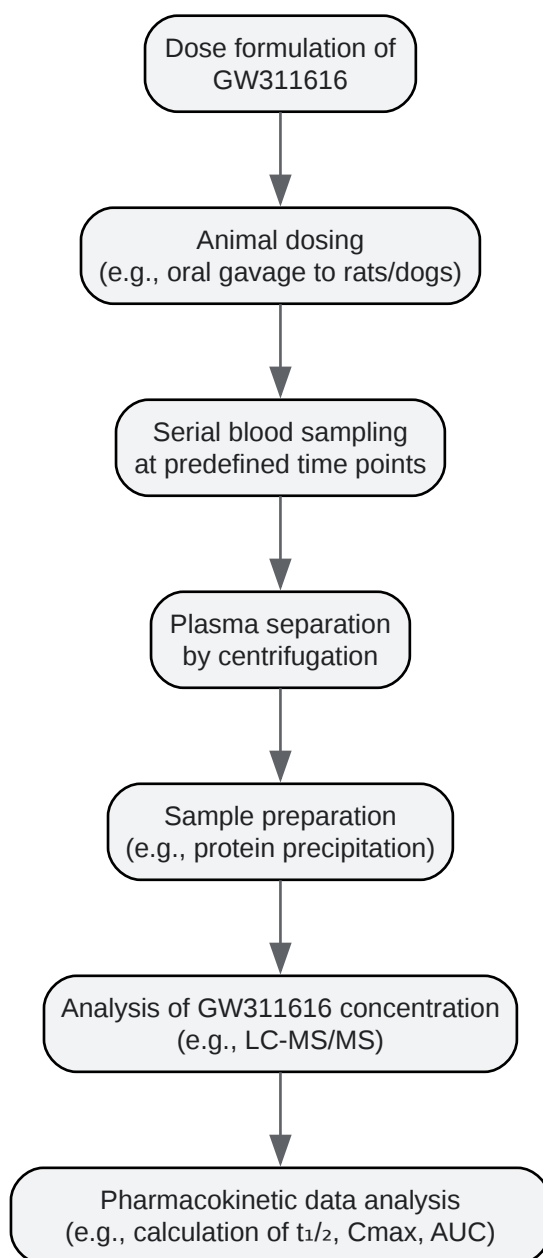 Dose formulation of
GW311616
Animal dosing
(e.g., oral gavage to rats/dogs)
Serial blood sampling
at predefined time points
Plasma separation
by centrifugation
Sample preparation
(e.g., protein precipitation)
Analysis of GW311616 concentration
(e.g., LC-MS/MS)
Pharmacokinetic data analysis
(e.g., calculation of t₁/₂, Cmax, AUC)